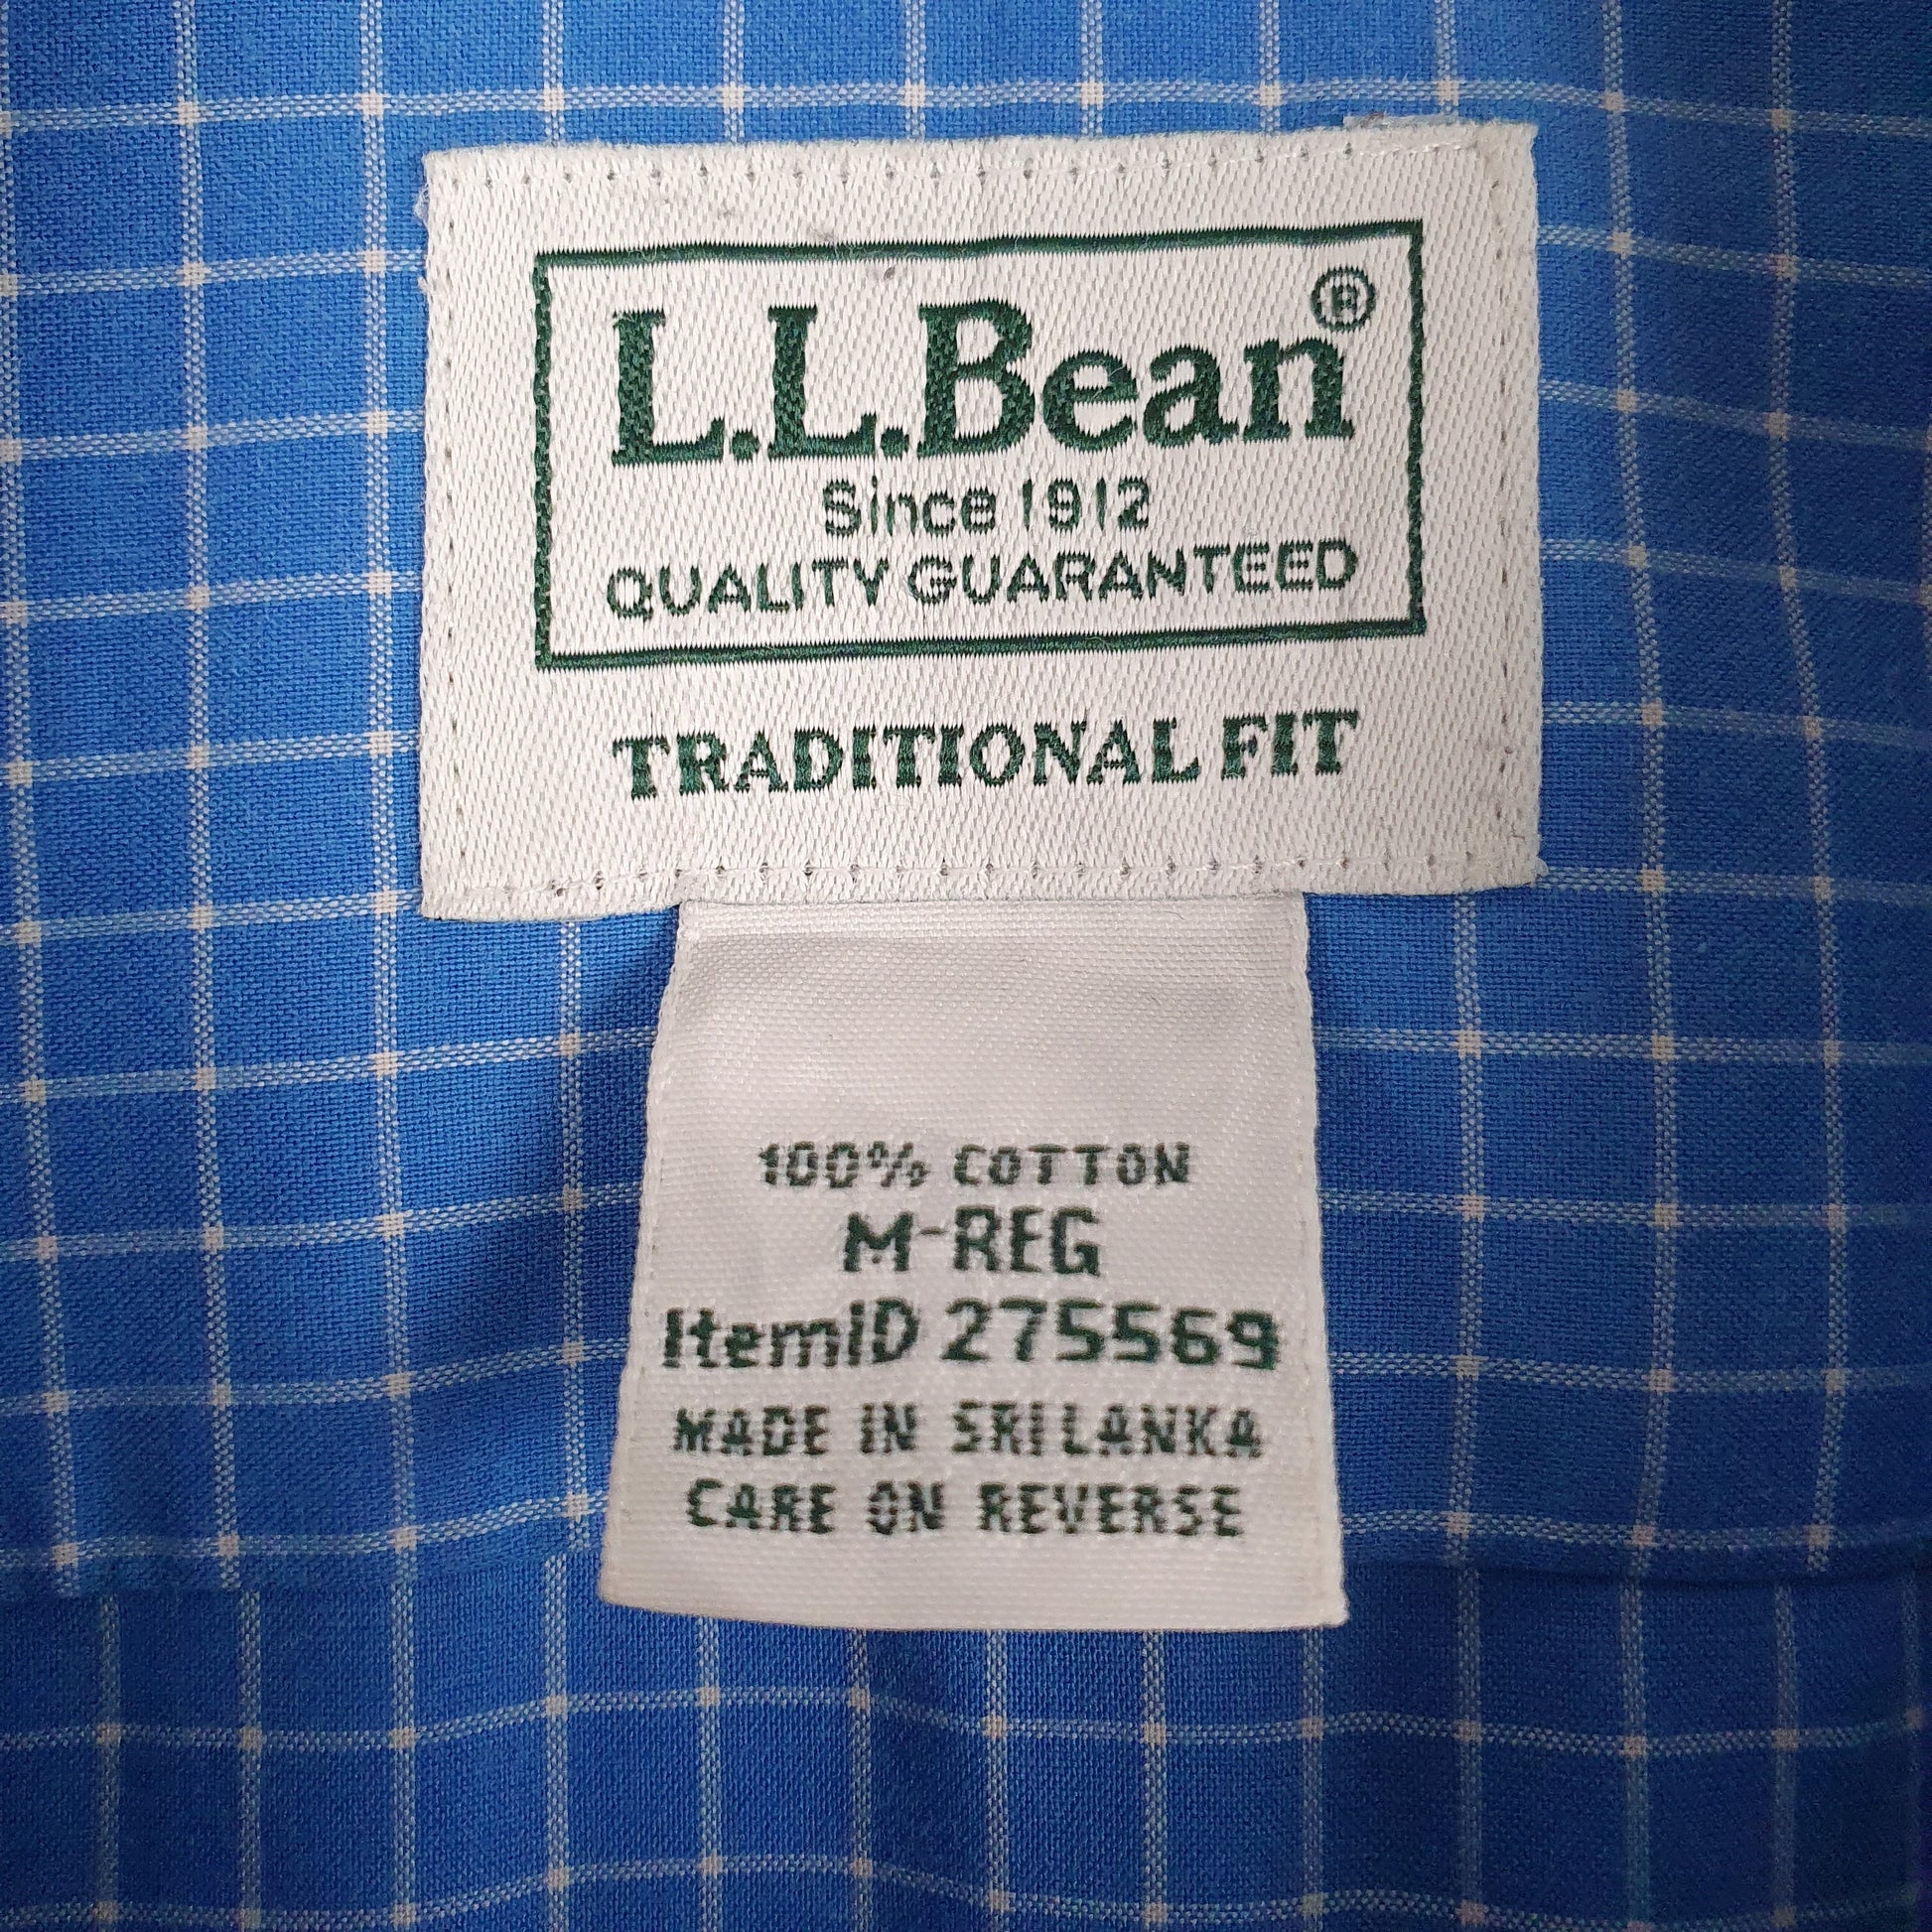 L.L.Bean®
Since 1912
QUALITY GUARANTEED
TRADITIONAL FIT
100% COTTON
M-REG
ItemID 275569
MADE IN SRI LANKA
CARE ON REVERSE